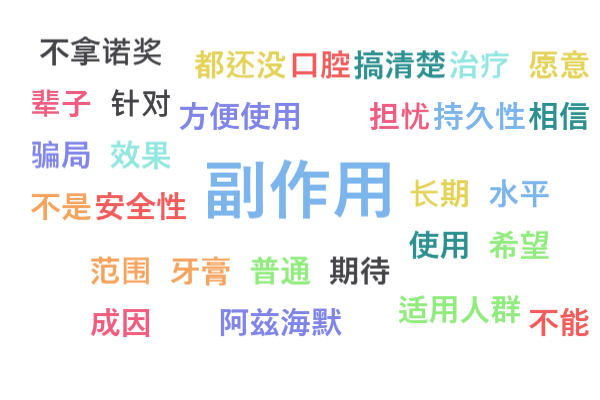 不拿诺奖
都还没
口腔
搞清楚
治疗
愿意
辈子
针对
方便使用
担忧
持久性
相信
骗局
效果
副作用
长期
水平
不是
安全性
使用
希望
范围
牙膏
普通
期待
成因
阿兹海默
适用人群
不能